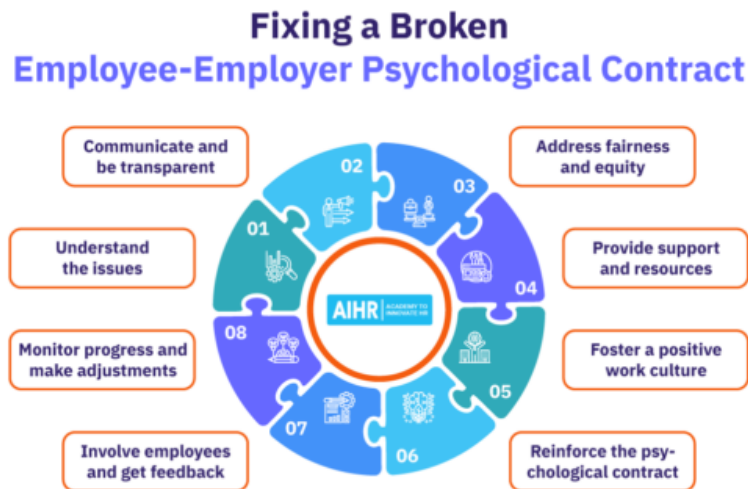 Fixing a Broken
Employee-Employer Psychological Contract
Communicate and
be transparent
02
03
Address fairness
and equity
Understand
the issues
01
04
Provide support
and resources
AIHR
ACADEMY TO
INNOVATE HR
Monitor progress and
make adjustments
08
05
Foster a positive
work culture
Involve employees
and get feedback
07
06
Reinforce the psy-
chological contract